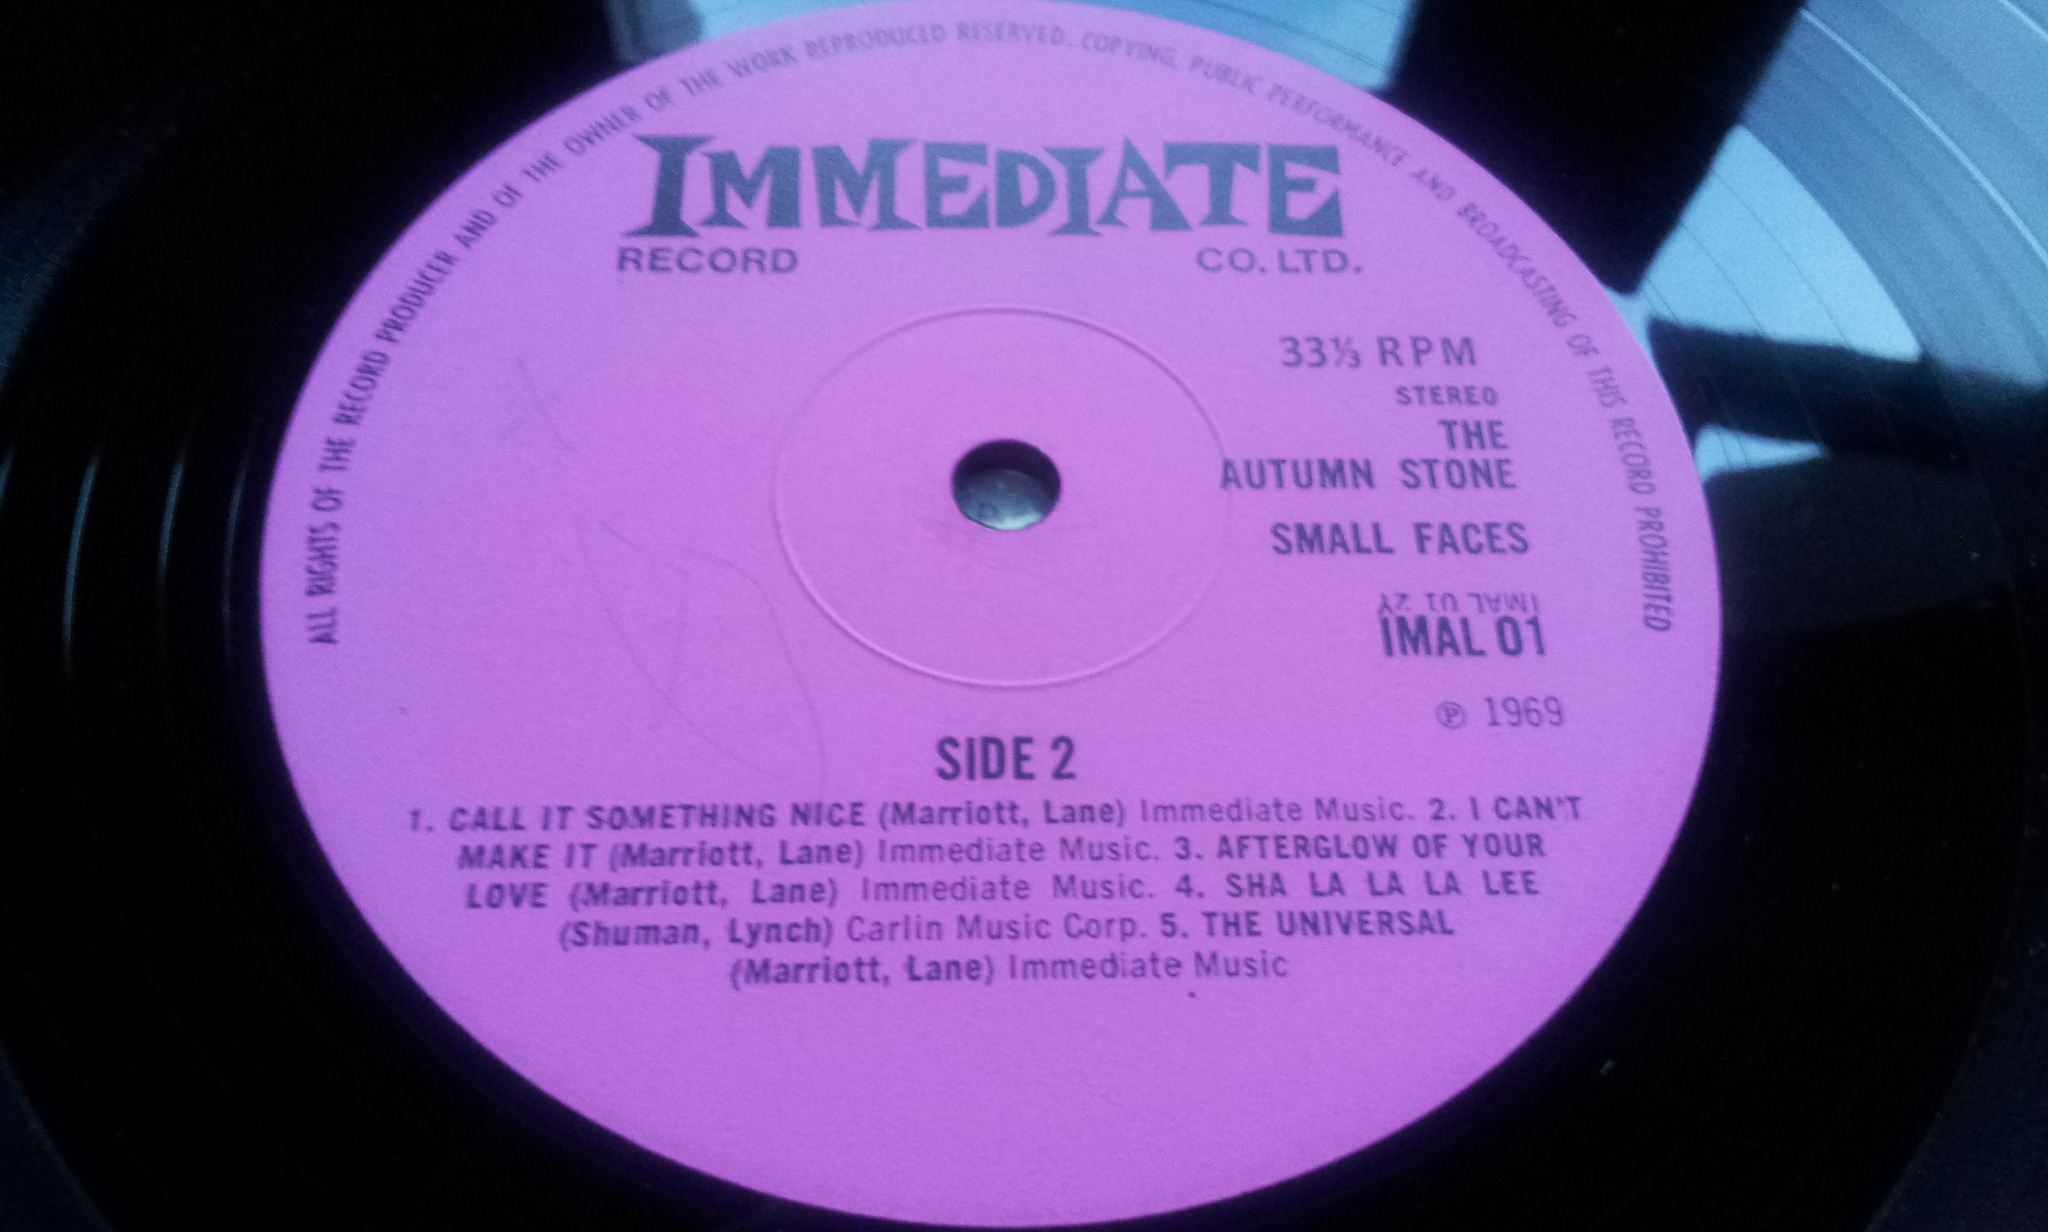 ALL RIGHTS OF THE RECORD PRODUCER AND OF THE OWNER OF THE WORK REPRODUCED RESERVED. COPYING, PUBLIC PERFORMANCE AND BROADCASTING OF THIS RECORD PROHIBITED
IMMEDIATE
RECORD CO. LTD.
33⅓ RPM
STEREO
THE
AUTUMN STONE
SMALL FACES
IMAL 01 2Y
IMAL 01
℗ 1969
SIDE 2
1. CALL IT SOMETHING NICE (Marriott, Lane) Immediate Music. 2. I CAN'T
MAKE IT (Marriott, Lane) Immediate Music. 3. AFTERGLOW OF YOUR
LOVE (Marriott, Lane) Immediate Music. 4. SHA LA LA LA LEE
(Shuman, Lynch) Carlin Music Corp. 5. THE UNIVERSAL
(Marriott, Lane) Immediate Music